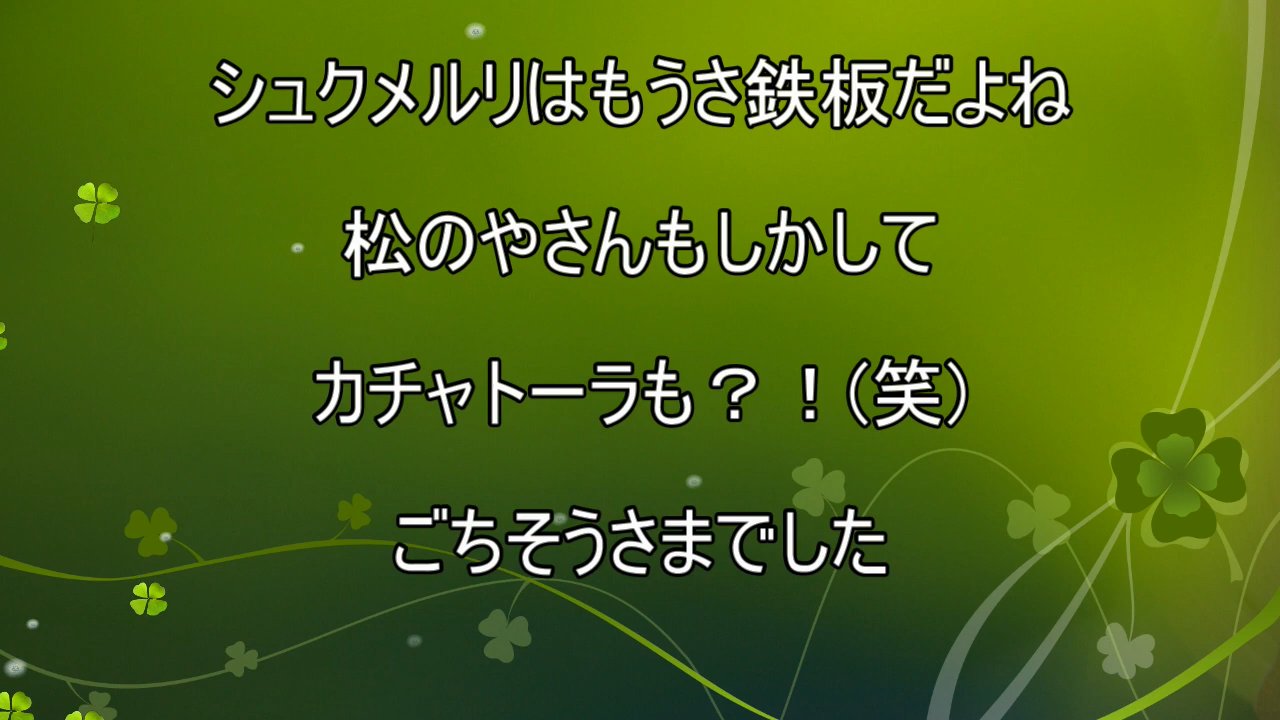 シュクメルリはもうさ鉄板だよね
松のやさんもしかして
カチャトーラも？！（笑）
ごちそうさまでした